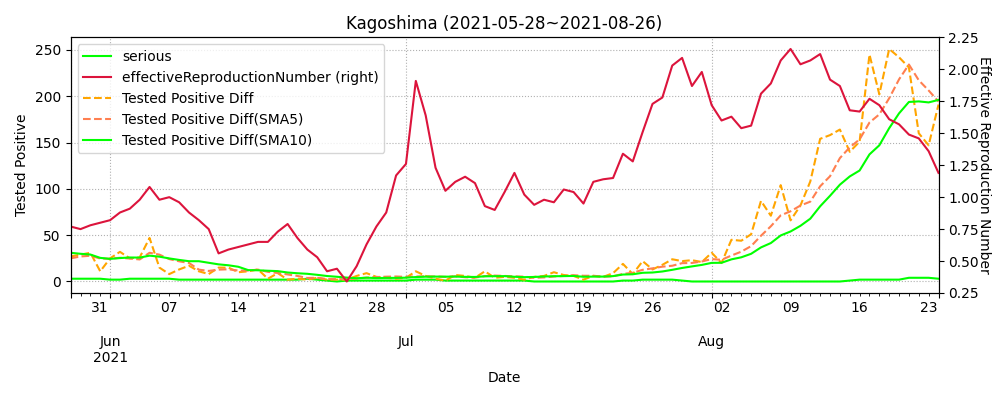 Kagoshima (2021-05-28~2021-08-26)
serious
effectiveReproductionNumber (right)
Tested Positive Diff
Tested Positive Diff(SMA5)
Tested Positive Diff(SMA10)
Tested Positive
250
200
150
100
50
0
2.25
2.00
1.75
1.50
1.25
1.00
0.75
0.50
0.25
Effective Reproduction Number
31 07 14 21 28 05 12 19 26 02 09 16 23
Jun Jul Aug
2021
Date